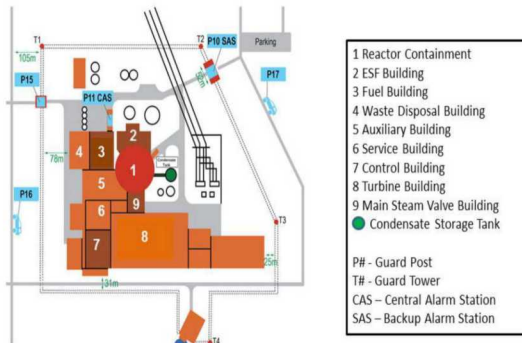 T1
T2
P10 SAS
Parking
105m
P15
P17
P11 CAS
2
4
3
Condensate
Tank
1
78m
5
6
9
P16
T3
7
8
25m
31m
T4
1 Reactor Containment
2 ESF Building
3 Fuel Building
4 Waste Disposal Building
5 Auxiliary Building
6 Service Building
7 Control Building
8 Turbine Building
9 Main Steam Valve Building
Condensate Storage Tank
P# - Guard Post
T# - Guard Tower
CAS – Central Alarm Station
SAS – Backup Alarm Station